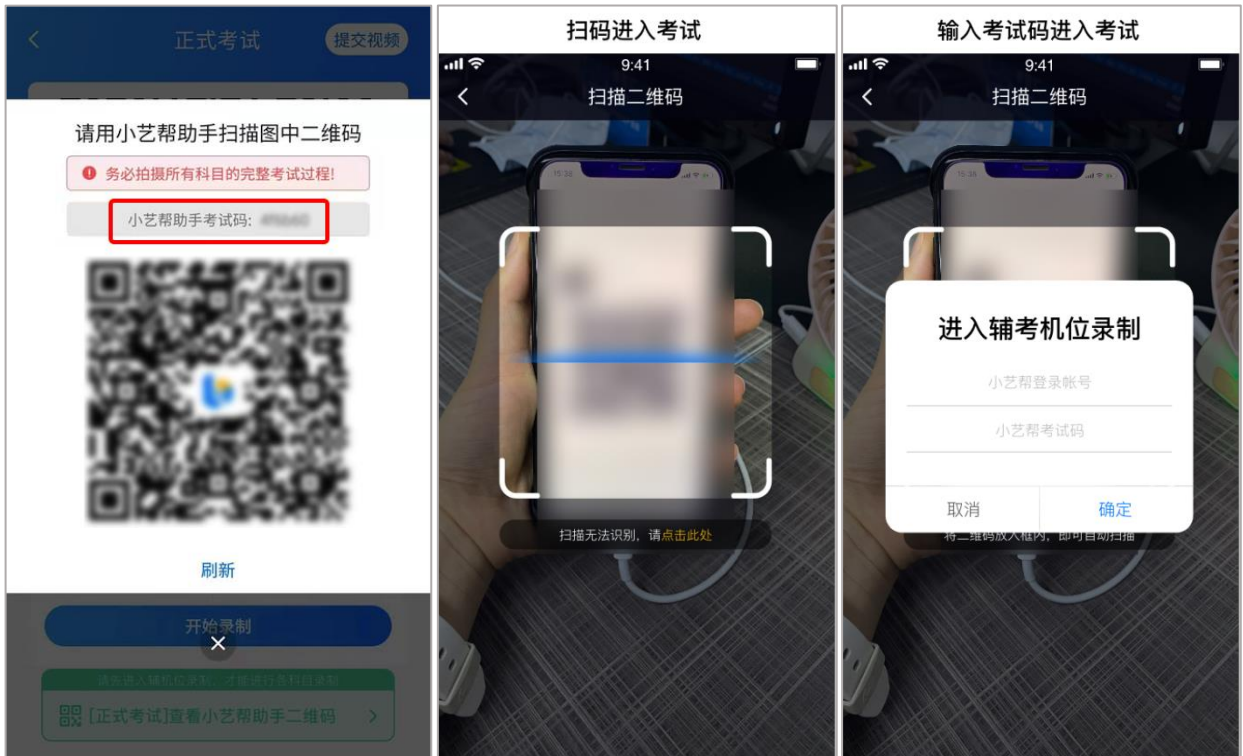 正式考试
提交视频
请用小艺帮助手扫描图中二维码
务必拍摄所有科目的完整考试过程!
小艺帮助手考试码:
刷新
开始录制
请先进入辅机位录制，才能进行各科目录制
[正式考试]查看小艺帮助手二维码
扫码进入考试
9:41
扫描二维码
15:38
扫描无法识别，请点击此处
输入考试码进入考试
9:41
扫描二维码
15:38
进入辅考机位录制
小艺帮登录帐号
小艺帮考试码
取消
确定
将二维码放入框内，即可自动扫描